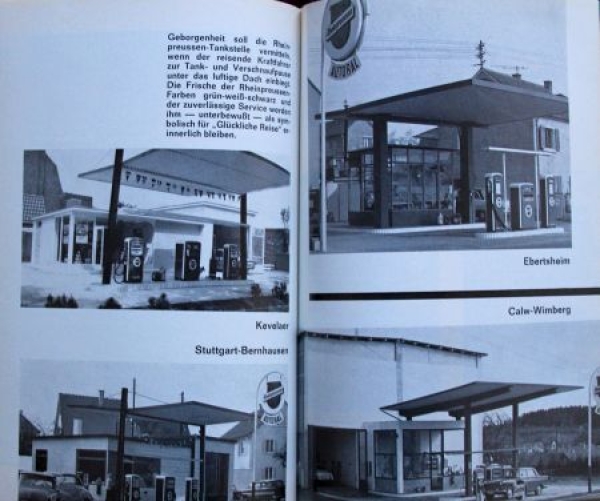 Geborgenheit soll die Rhein-
preussen-Tankstelle vermitteln,
wenn der reisende Kraftfahrer
zur Tank- und Verschnaufpause
unter das luftige Dach einbiegt.
Die Frische der Rheinpreussen-
Farben grün-weiß-schwarz und
der zuverlässige Service werden
ihm — unterbewußt — als sym-
bolisch für „Glückliche Reise" er-
innerlich bleiben.
Kevelaer
Stuttgart-Bernhausen
AUTORAL
Ebertsheim
Calw-Wimberg